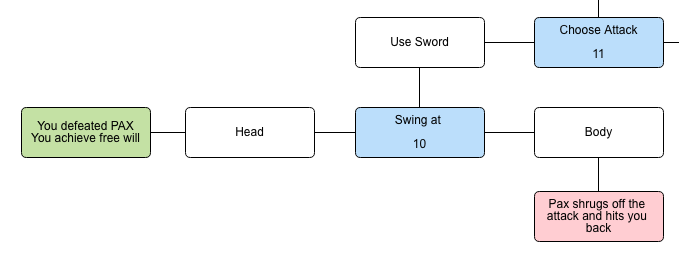 Use Sword
Choose Attack
11
You defeated PAX
You achieve free will
Head
Swing at
10
Body
Pax shrugs off the
attack and hits you
back